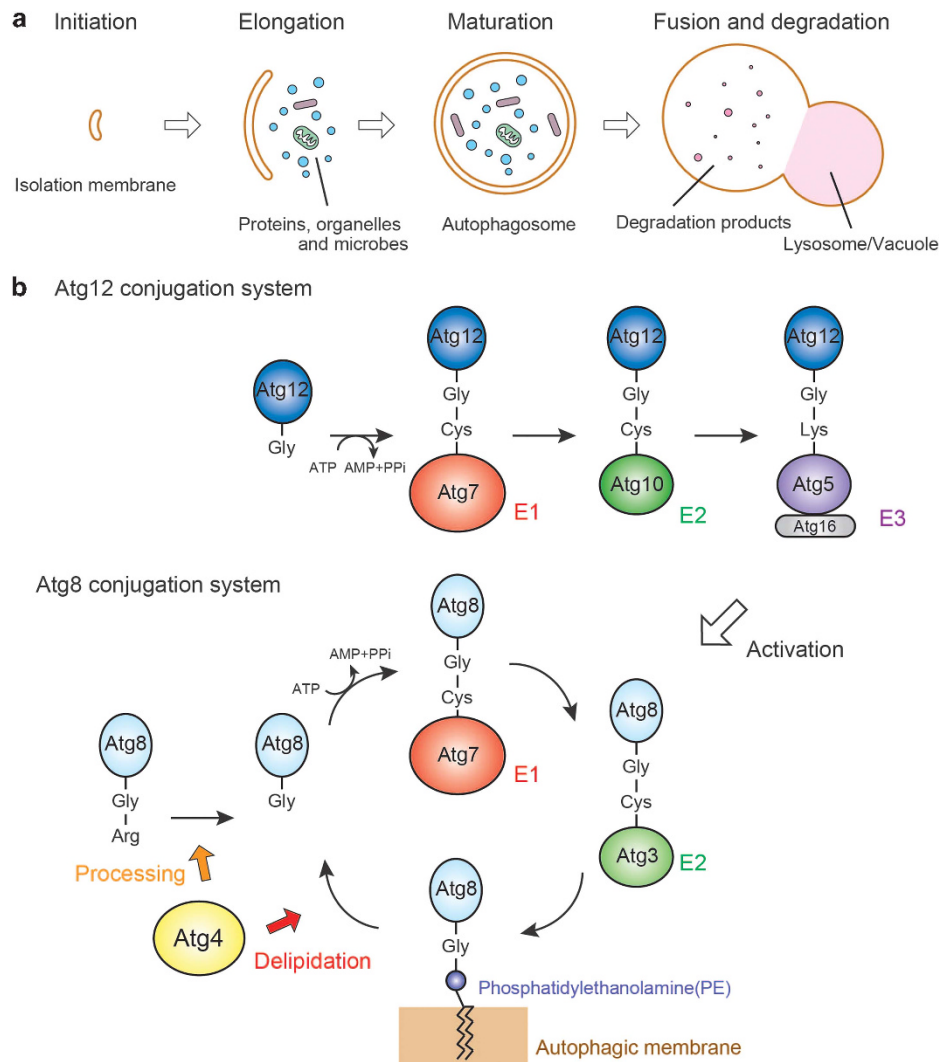 a Initiation Elongation Maturation Fusion and degradation
Isolation membrane
Proteins, organelles
and microbes
Autophagosome
Degradation products
Lysosome/Vacuole
b Atg12 conjugation system
Atg12
Gly
ATP AMP+PPi
Atg12
Gly
Cys
Atg7
E1
Atg12
Gly
Cys
Atg10
E2
Atg12
Gly
Lys
Atg5
Atg16
E3
Atg8 conjugation system
Activation
Atg8
Gly
Arg
Atg8
Gly
ATP
AMP+PPi
Atg8
Gly
Cys
Atg7
E1
Atg8
Gly
Cys
Atg3
E2
Processing
Atg4
Delipidation
Atg8
Gly
Phosphatidylethanolamine(PE)
Autophagic membrane